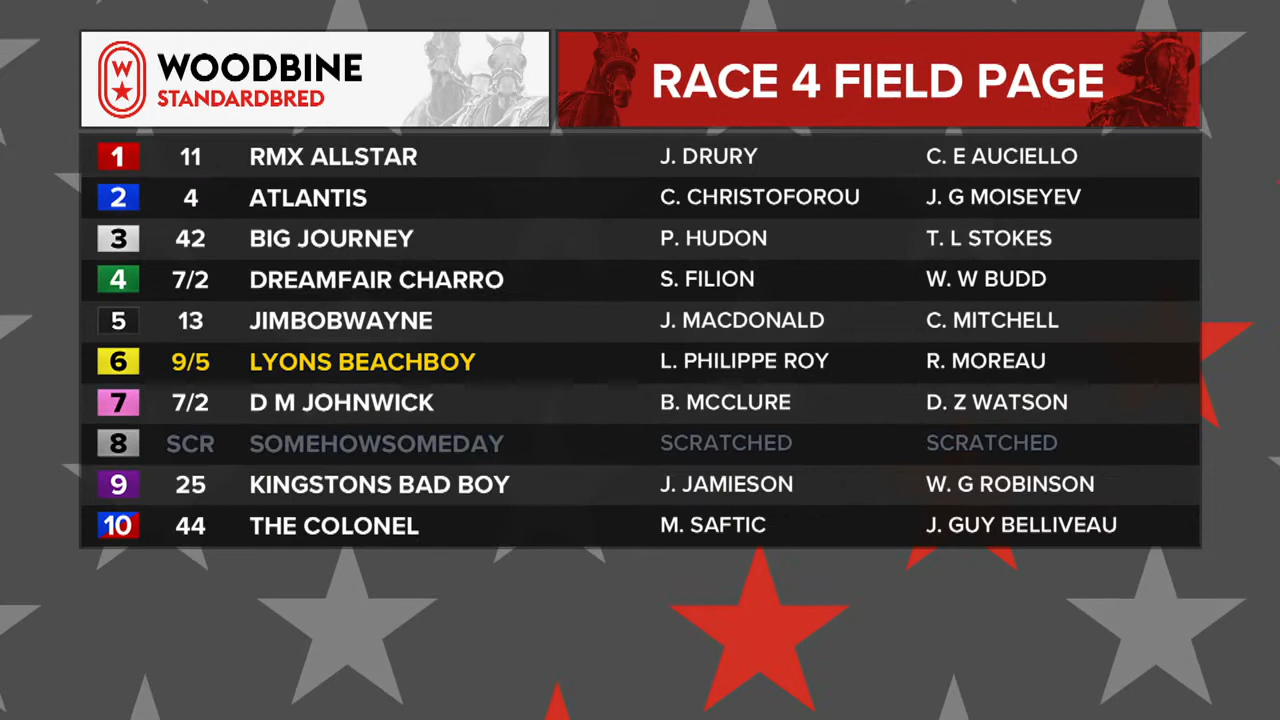 W
WOODBINE
STANDARDBRED
RACE 4 FIELD PAGE
1 11 RMX ALLSTAR J. DRURY C. E AUCIELLO
2 4 ATLANTIS C. CHRISTOFOROU J. G MOISEYEV
3 42 BIG JOURNEY P. HUDON T. L STOKES
4 7/2 DREAMFAIR CHARRO S. FILION W. W BUDD
5 13 JIMBOBWAYNE J. MACDONALD C. MITCHELL
6 9/5 LYONS BEACHBOY L. PHILIPPE ROY R. MOREAU
7 7/2 D M JOHNWICK B. MCCLURE D. Z WATSON
8 SCR SOMEHOWSOMEDAY SCRATCHED SCRATCHED
9 25 KINGSTONS BAD BOY J. JAMIESON W. G ROBINSON
10 44 THE COLONEL M. SAFTIC J. GUY BELLIVEAU